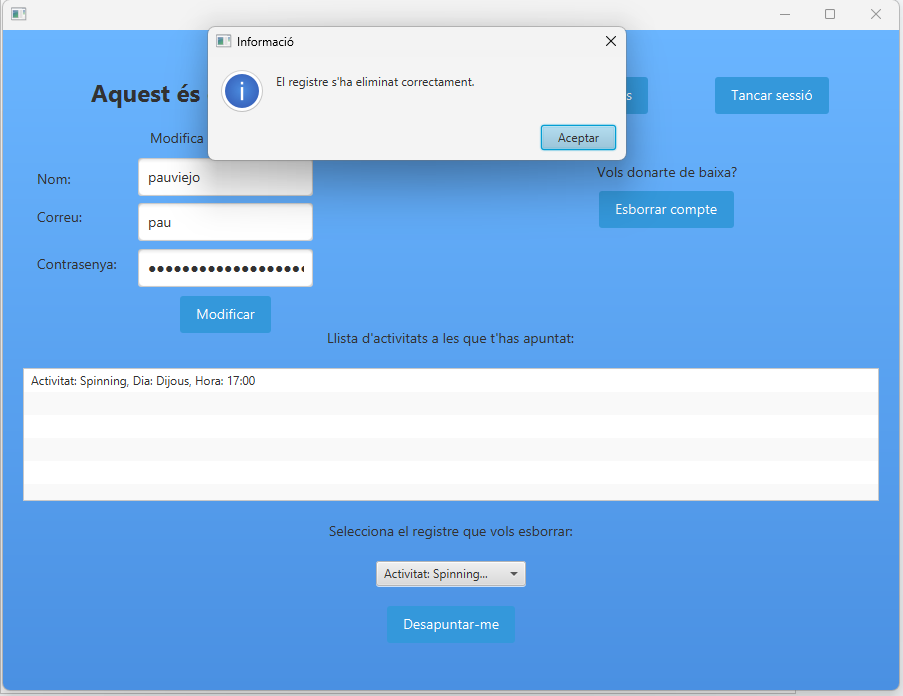 Informació
El registre s'ha eliminat correctament.
Aceptar
Aquest és
s
Tancar sessió
Modifica
Nom:
pauviejo
Vols donarte de baixa?
Correu:
pau
Esborrar compte
Contrasenya:
Modificar
Llista d'activitats a les que t'has apuntat:
Activitat: Spinning, Dia: Dijous, Hora: 17:00
Selecciona el registre que vols esborrar:
Activitat: Spinning...
Desapuntar-me